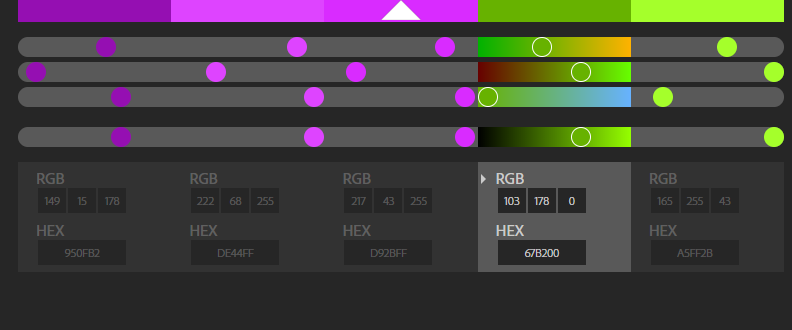 RGB RGB RGB RGB RGB
149 15 178 222 68 255 217 43 255 103 178 0 165 255 43
HEX HEX HEX HEX HEX
950FB2 DE44FF D92BFF 67B200 A5FF2B